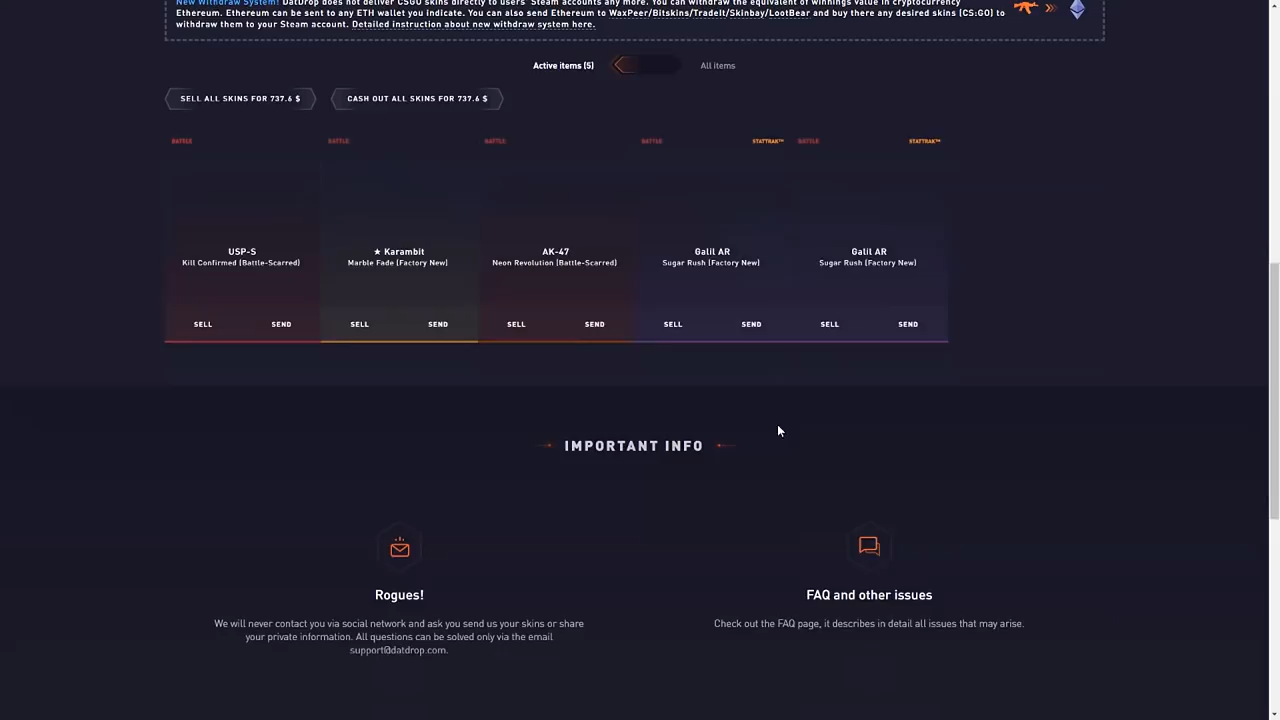 New Withdraw System! DatDrop does not deliver CSGO skins directly to users' Steam accounts any more. You can withdraw the equivalent of winnings value in cryptocurrency
Ethereum. Ethereum can be sent to any ETH wallet you indicate. You can also send Ethereum to WaxPeer/Bitskins/TradeIt/Skinbay/LootBear and buy there any desired skins (CS:GO) to
withdraw them to your Steam account. Detailed instruction about new withdraw system here.
Active items (5) All items
SELL ALL SKINS FOR 737.6 $ CASH OUT ALL SKINS FOR 737.6 $
BATTLE BATTLE BATTLE BATTLE STATTRAK™ BATTLE STATTRAK™
USP-S ★ Karambit AK-47 Galil AR Galil AR
Kill Confirmed (Battle-Scarred) Marble Fade (Factory New) Neon Revolution (Battle-Scarred) Sugar Rush (Factory New) Sugar Rush (Factory New)
SELL SEND SELL SEND SELL SEND SELL SEND SELL SEND
IMPORTANT INFO
Rogues! FAQ and other issues
We will never contact you via social network and ask you send us your skins or share Check out the FAQ page, it describes in detail all issues that may arise.
your private information. All questions can be solved only via the email
support@datdrop.com.